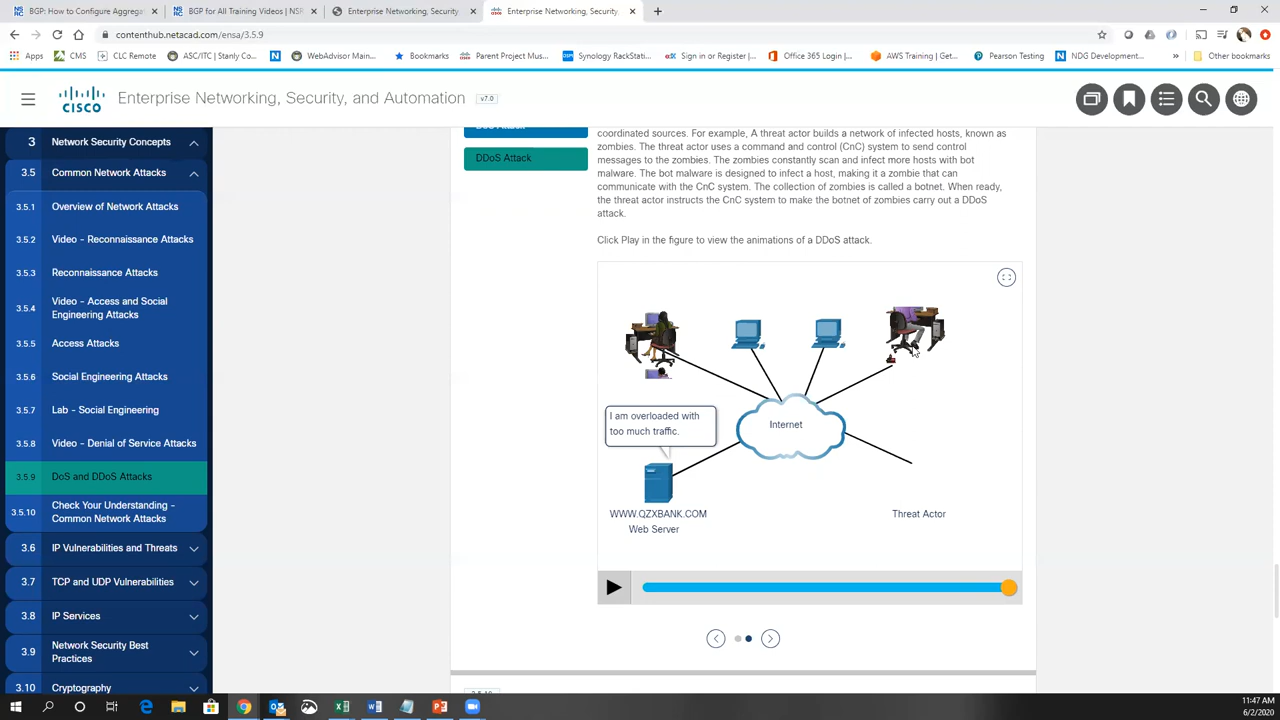 BGP: How to Configure Aggregat
BGP for All Training Videos | NSR
Enterprise Networking, Security,
Enterprise Networking, Security,
contenthub.netacad.com/ensa/3.5.9
Apps
CMS
CLC Remote
ASC/ITC | Stanly Co...
WebAdvisor Main...
Bookmarks
Parent Project Mus...
Synology RackStati...
Sign in or Register |...
Office 365 Login |...
AWS Training | Get...
Pearson Testing
NDG Developmen...
»
Other bookmarks
CISCO
Enterprise Networking, Security, and Automation
v7.0
3 Network Security Concepts
3.5 Common Network Attacks
3.5.1 Overview of Network Attacks
3.5.2 Video – Reconnaissance Attacks
3.5.3 Reconnaissance Attacks
3.5.4 Video – Access and Social
Engineering Attacks
3.5.5 Access Attacks
3.5.6 Social Engineering Attacks
3.5.7 Lab – Social Engineering
3.5.8 Video – Denial of Service Attacks
3.5.9 DoS and DDoS Attacks
3.5.10 Check Your Understanding –
Common Network Attacks
3.6 IP Vulnerabilities and Threats
3.7 TCP and UDP Vulnerabilities
3.8 IP Services
3.9 Network Security Best
Practices
3.10 Cryptography
DoS Attack
DDoS Attack
coordinated sources. For example, A threat actor builds a network of infected hosts, known as
zombies. The threat actor uses a command and control (CnC) system to send control
messages to the zombies. The zombies constantly scan and infect more hosts with bot
malware. The bot malware is designed to infect a host, making it a zombie that can
communicate with the CnC system. The collection of zombies is called a botnet. When ready,
the threat actor instructs the CnC system to make the botnet of zombies carry out a DDoS
attack.
Click Play in the figure to view the animations of a DDoS attack.
I am overloaded with
too much traffic.
Internet
WWW.QZXBANK.COM
Web Server
Threat Actor
3.5.10
11:47 AM
6/2/2020